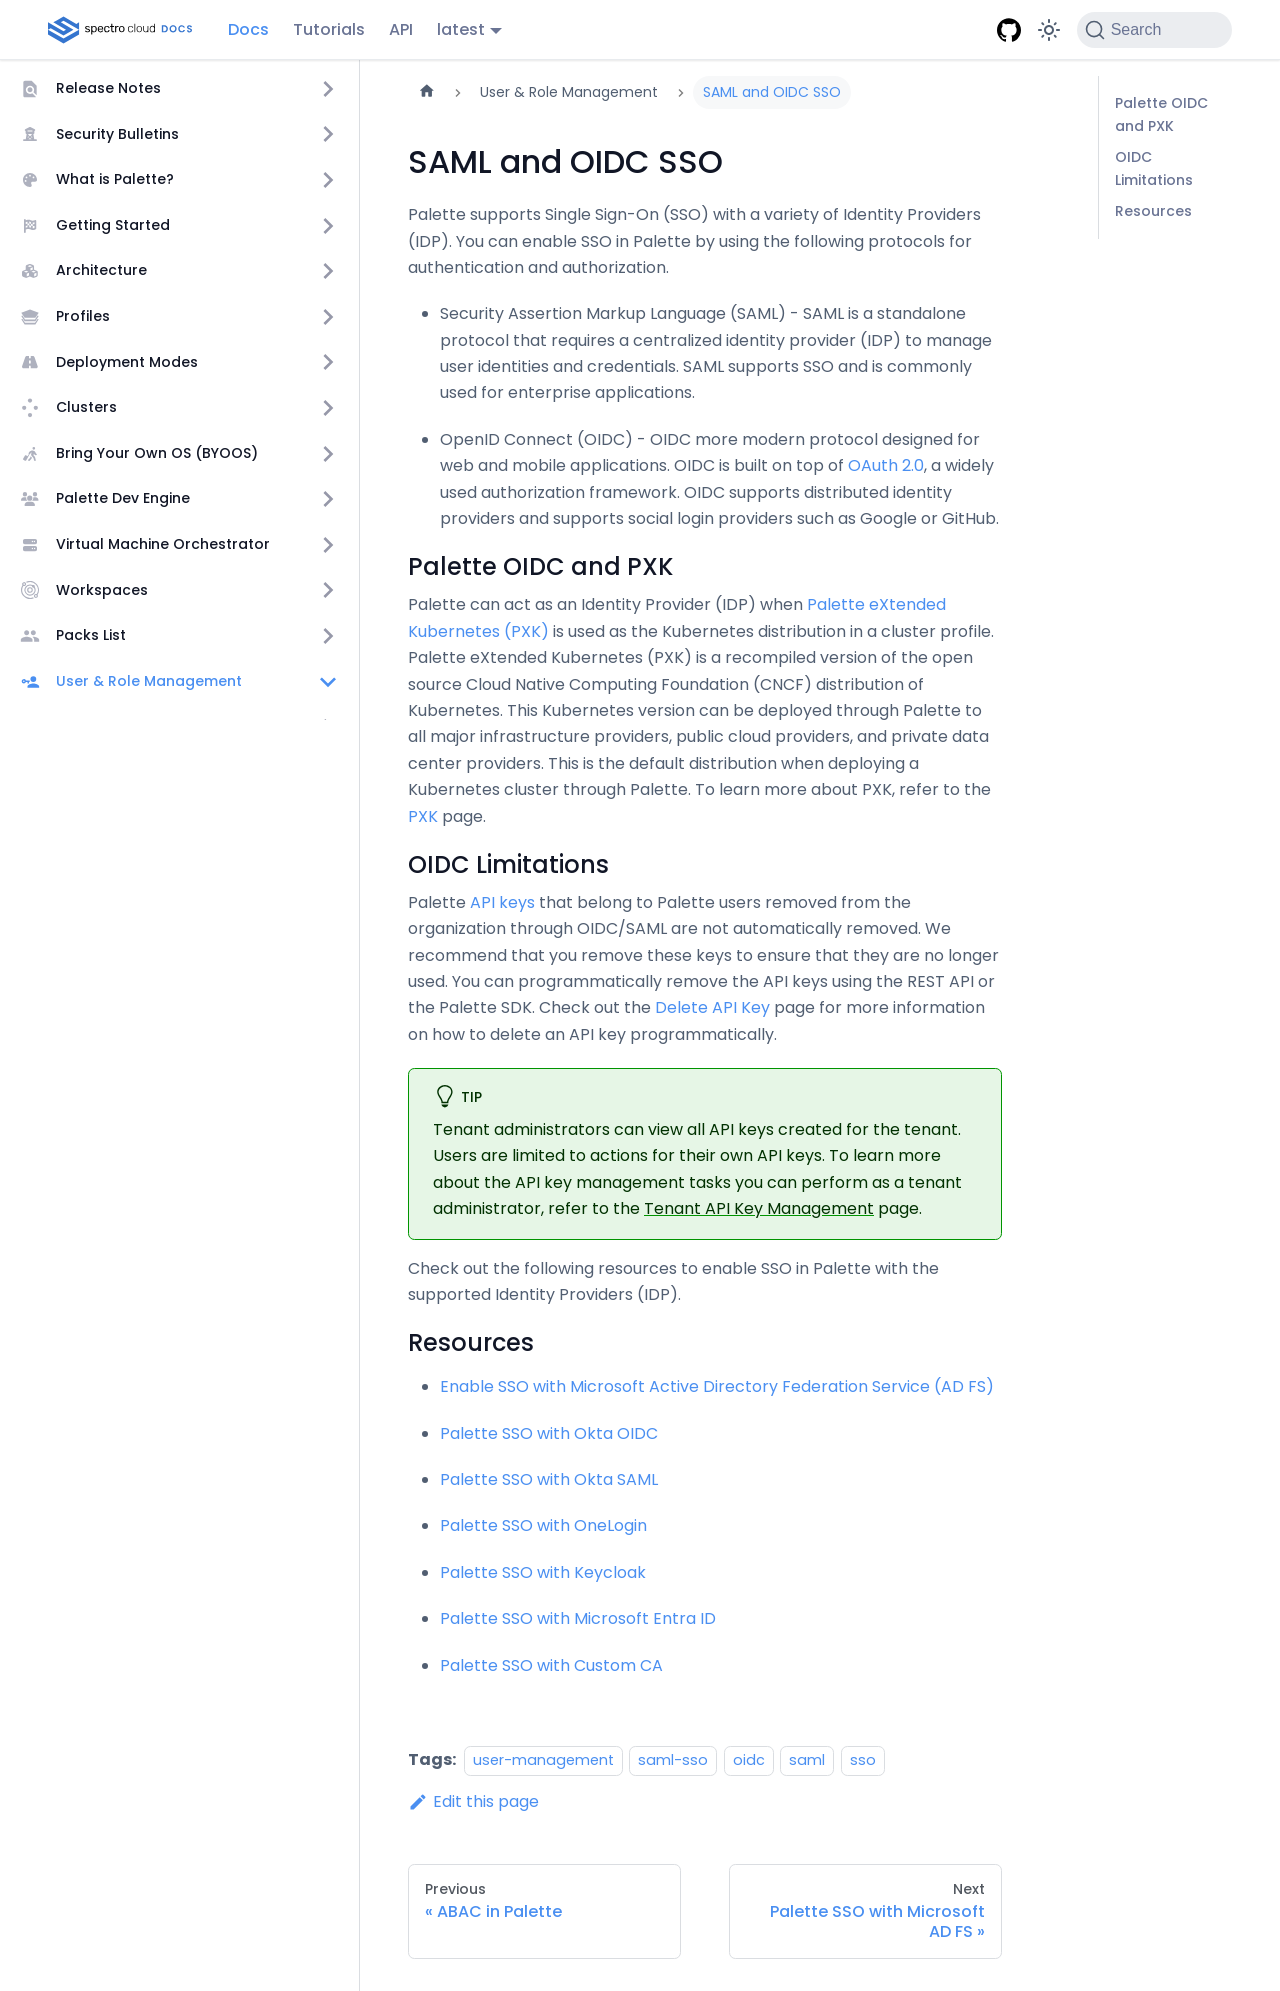 spectro cloud DOCS
Docs
Tutorials
API
latest
Search
Release Notes
Security Bulletins
What is Palette?
Getting Started
Architecture
Profiles
Deployment Modes
Clusters
Bring Your Own OS (BYOOS)
Palette Dev Engine
Virtual Machine Orchestrator
Workspaces
Packs List
User & Role Management
User & Role Management
SAML and OIDC SSO
SAML and OIDC SSO
Palette supports Single Sign-On (SSO) with a variety of Identity Providers
(IDP). You can enable SSO in Palette by using the following protocols for
authentication and authorization.
Security Assertion Markup Language (SAML) - SAML is a standalone
protocol that requires a centralized identity provider (IDP) to manage
user identities and credentials. SAML supports SSO and is commonly
used for enterprise applications.
OpenID Connect (OIDC) - OIDC more modern protocol designed for
web and mobile applications. OIDC is built on top of OAuth 2.0, a widely
used authorization framework. OIDC supports distributed identity
providers and supports social login providers such as Google or GitHub.
Palette OIDC and PXK
Palette can act as an Identity Provider (IDP) when Palette eXtended
Kubernetes (PXK) is used as the Kubernetes distribution in a cluster profile.
Palette eXtended Kubernetes (PXK) is a recompiled version of the open
source Cloud Native Computing Foundation (CNCF) distribution of
Kubernetes. This Kubernetes version can be deployed through Palette to
all major infrastructure providers, public cloud providers, and private data
center providers. This is the default distribution when deploying a
Kubernetes cluster through Palette. To learn more about PXK, refer to the
PXK page.
OIDC Limitations
Palette API keys that belong to Palette users removed from the
organization through OIDC/SAML are not automatically removed. We
recommend that you remove these keys to ensure that they are no longer
used. You can programmatically remove the API keys using the REST API or
the Palette SDK. Check out the Delete API Key page for more information
on how to delete an API key programmatically.
TIP
Tenant administrators can view all API keys created for the tenant.
Users are limited to actions for their own API keys. To learn more
about the API key management tasks you can perform as a tenant
administrator, refer to the Tenant API Key Management page.
Check out the following resources to enable SSO in Palette with the
supported Identity Providers (IDP).
Resources
Enable SSO with Microsoft Active Directory Federation Service (AD FS)
Palette SSO with Okta OIDC
Palette SSO with Okta SAML
Palette SSO with OneLogin
Palette SSO with Keycloak
Palette SSO with Microsoft Entra ID
Palette SSO with Custom CA
Tags: user-management saml-sso oidc saml sso
Edit this page
Previous
« ABAC in Palette
Next
Palette SSO with Microsoft
AD FS »
Palette OIDC
and PXK
OIDC
Limitations
Resources